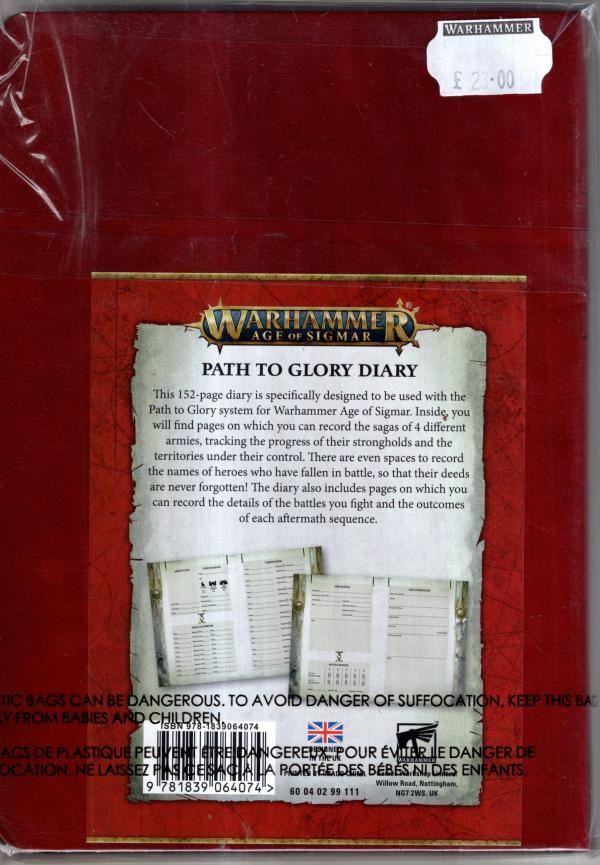 WARHAMMER
£ 23.00
WARHAMMER®
AGE OF SIGMAR
PATH TO GLORY DIARY
This 152-page diary is specifically designed to be used with the
Path to Glory system for Warhammer Age of Sigmar. Inside, you
will find pages on which you can record the sagas of 4 different
armies, tracking the progress of their strongholds and the
territories under their control. There are even spaces to record
the names of heroes who have fallen in battle, so that their deeds
are never forgotten! The diary also includes pages on which you
can record the details of the battles you fight and the outcomes
of each aftermath sequence.
TIC BAGS CAN BE DANGEROUS. TO AVOID DANGER OF SUFFOCATION, KEEP THIS BA
Y FROM BABIES AND CHILDREN.
ISBN 978-1839064074
ACS DE PLASTIQUE PEUVENT ÊTRE DANGEREUX. POUR ÉVITER LE DANGER DE
OCATION, NE LAISSEZ PAS CE SAC À LA PORTÉE DES BÉBÉS NI DES ENFANTS.
9 781839 064074 >
DESIGNED
IN THE UK
PRINTED IN CHINA
60 04 02 99 111
WARHAMMER
Willow Road, Nottingham,
NG7 2WS, UK